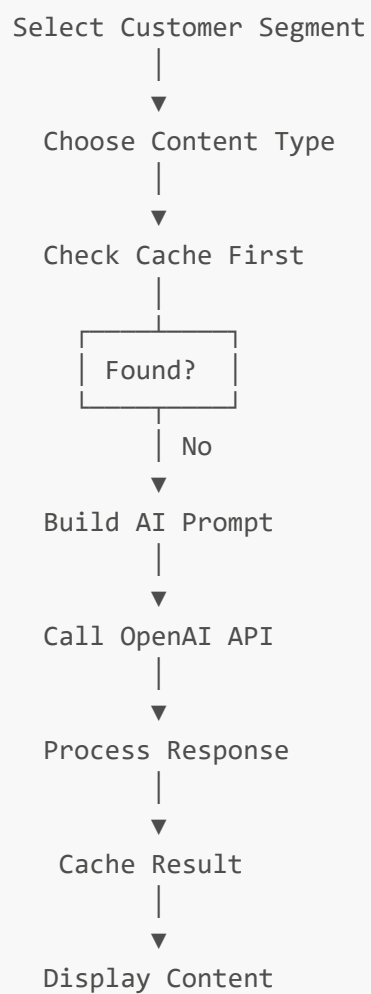 Select Customer Segment
Choose Content Type
Check Cache First
Found?
No
Build AI Prompt
Call OpenAI API
Process Response
Cache Result
Display Content